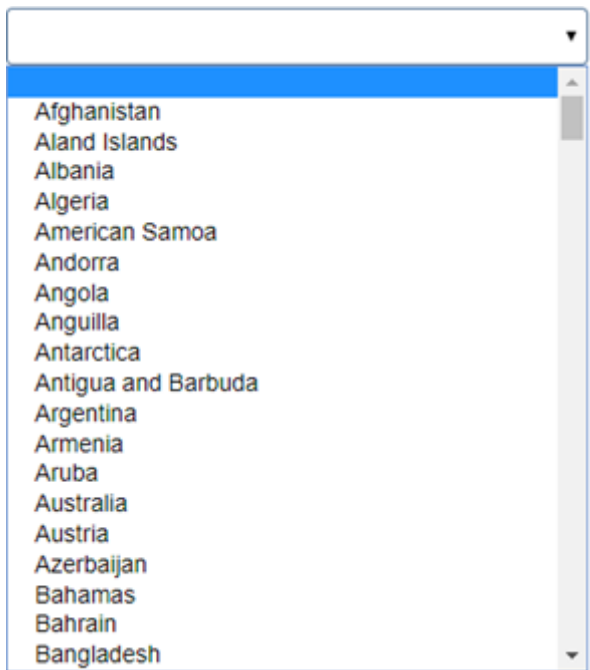 Afghanistan
Aland Islands
Albania
Algeria
American Samoa
Andorra
Angola
Anguilla
Antarctica
Antigua and Barbuda
Argentina
Armenia
Aruba
Australia
Austria
Azerbaijan
Bahamas
Bahrain
Bangladesh